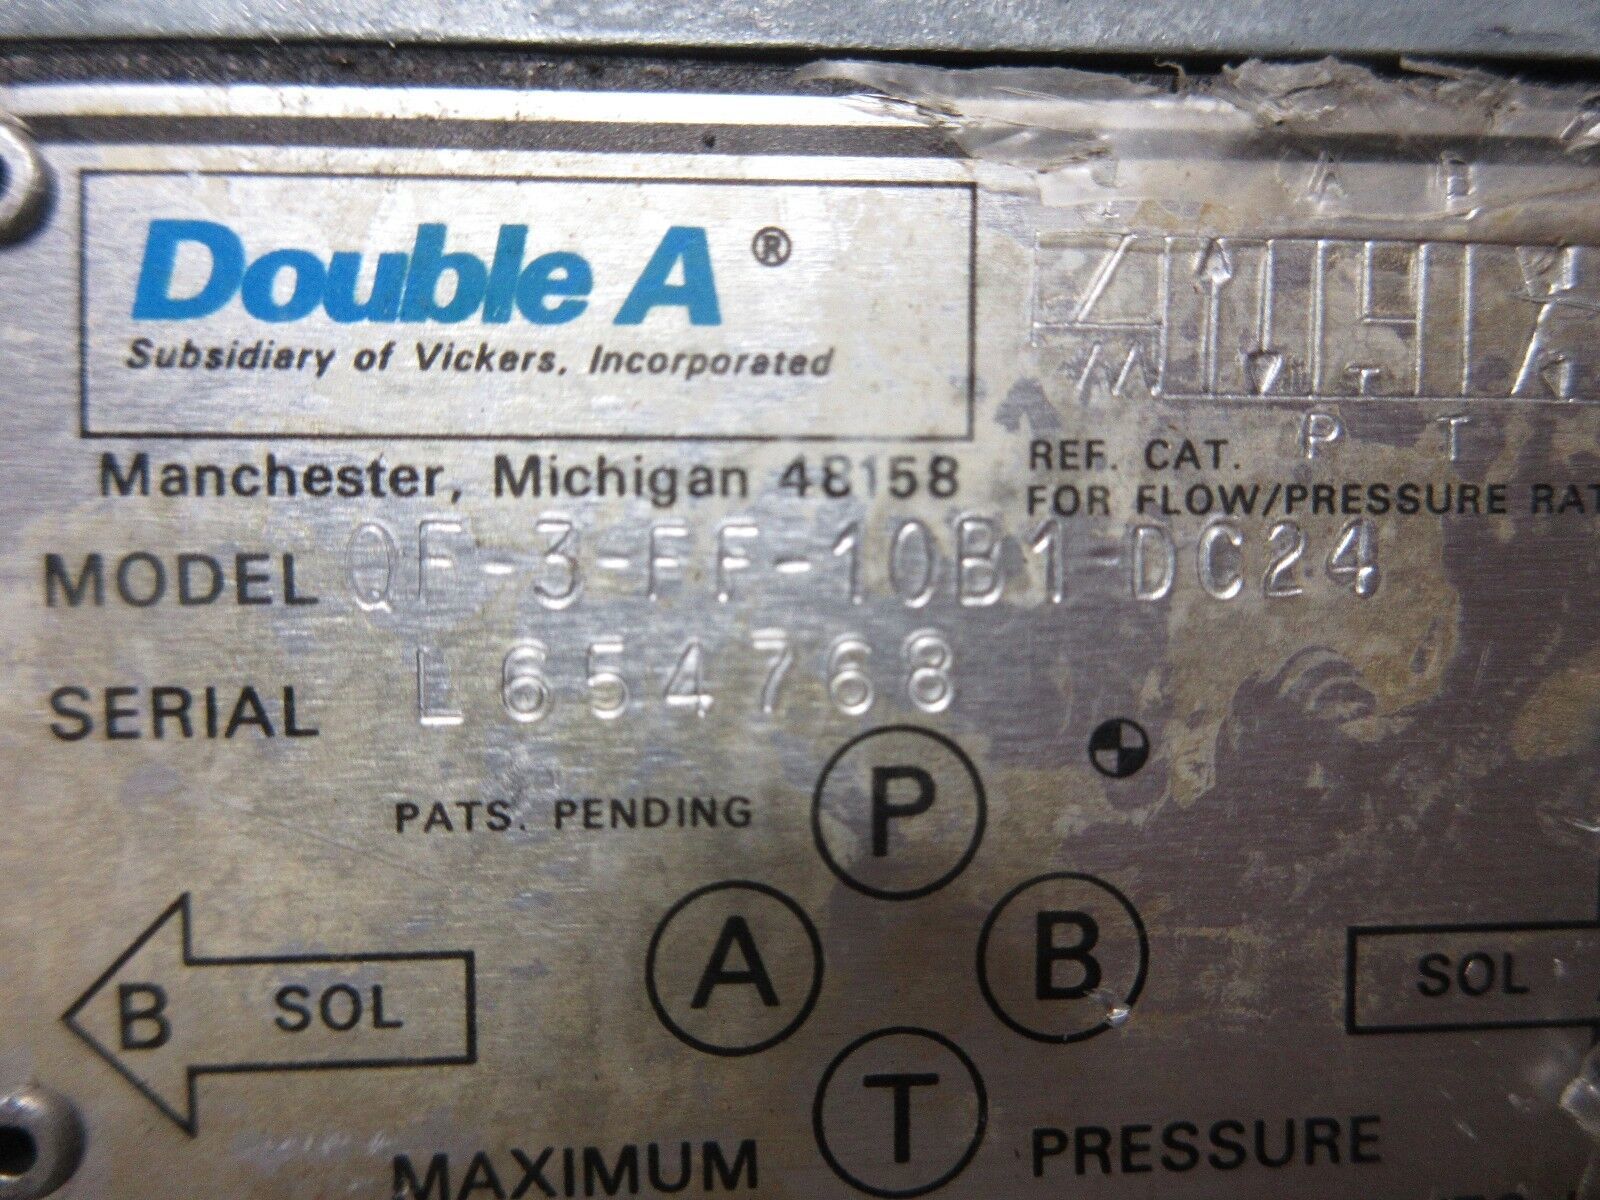 Double A ®
Subsidiary of Vickers, Incorporated
Manchester, Michigan 48158
A B
P T
REF. CAT.
FOR FLOW/PRESSURE
MODEL QF-3-FF-10B1-DC24
SERIAL L654768
PATS. PENDING
P
A B
B SOL
SOL
T
MAXIMUM PRESSURE